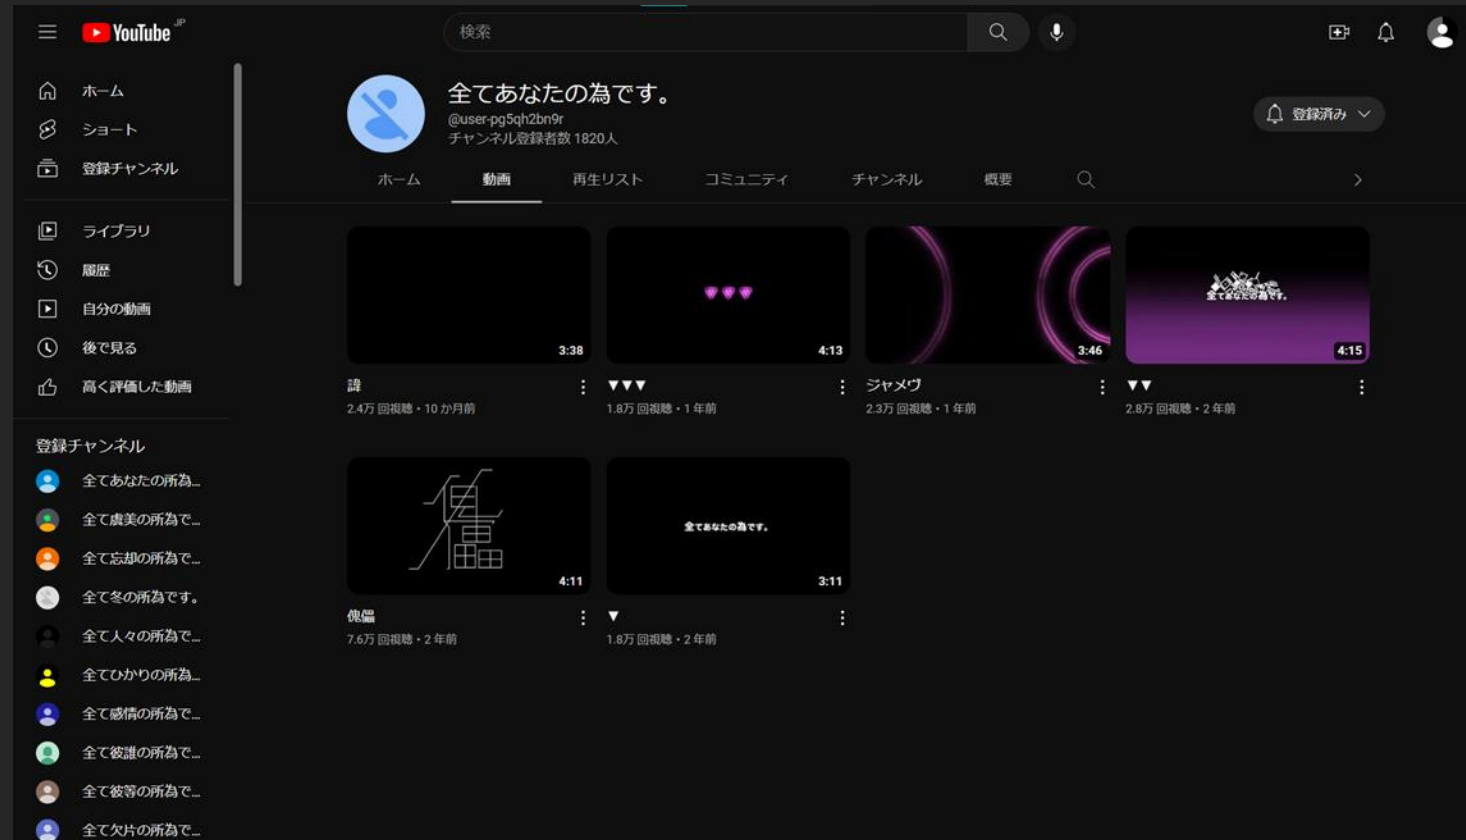 YouTube JP
検索
ホーム
ショート
登録チャンネル
ライブラリ
履歴
自分の動画
後で見る
高く評価した動画
登録チャンネル
全てあなたの所為...
全て虚美の所為で...
全て忘却の所為で...
全て冬の所為です。
全て人々の所為で...
全てひかりの所為...
全て感情の所為で...
全て彼誰の所為で...
全て彼等の所為で...
全て欠片の所為で...
全てあなたの為です。
@user-pg5qh2bn9r
チャンネル登録者数 1820人
登録済み
ホーム 動画 再生リスト コミュニティ チャンネル 概要
3:38
諱
2.4万 回視聴・10 か月前
4:13
▼▼▼
1.8万 回視聴・1 年前
3:46
ジャメヴ
2.3万 回視聴・1 年前
全てあなたの為です。
4:15
▼▼
2.8万 回視聴・2 年前
傀儡
4:11
傀儡
7.6万 回視聴・2 年前
全てあなたの為です。
3:11
▼
1.8万 回視聴・2 年前